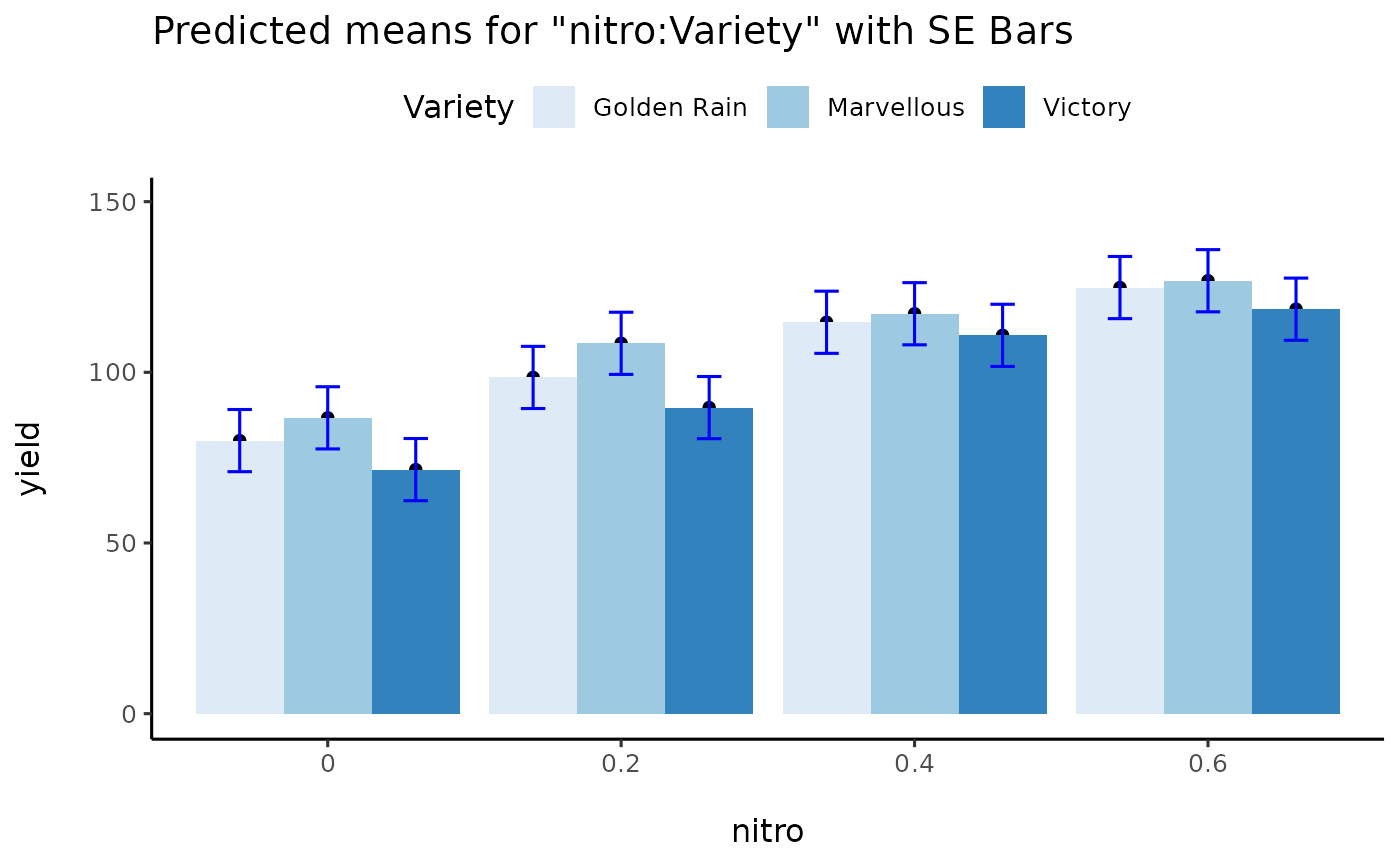 Predicted means for "nitro:Variety" with SE Bars
Variety Golden Rain Marvellous Victory
150
100
50
0
yield
0 0.2 0.4 0.6
nitro